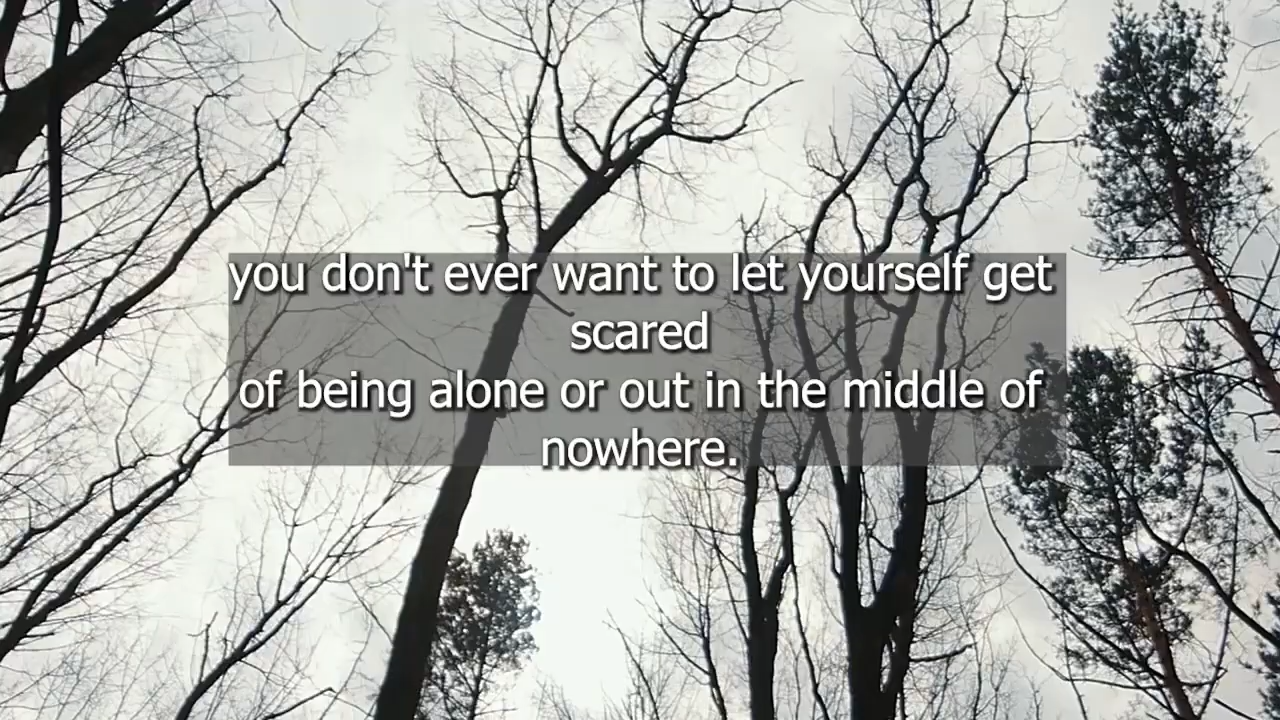 you don't ever want to let yourself get
scared
of being alone or out in the middle of
nowhere.